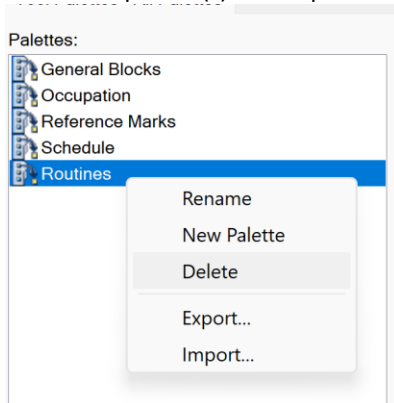 Palettes:
General Blocks
Occupation
Reference Marks
Schedule
Routines
Rename
New Palette
Delete
Export...
Import...